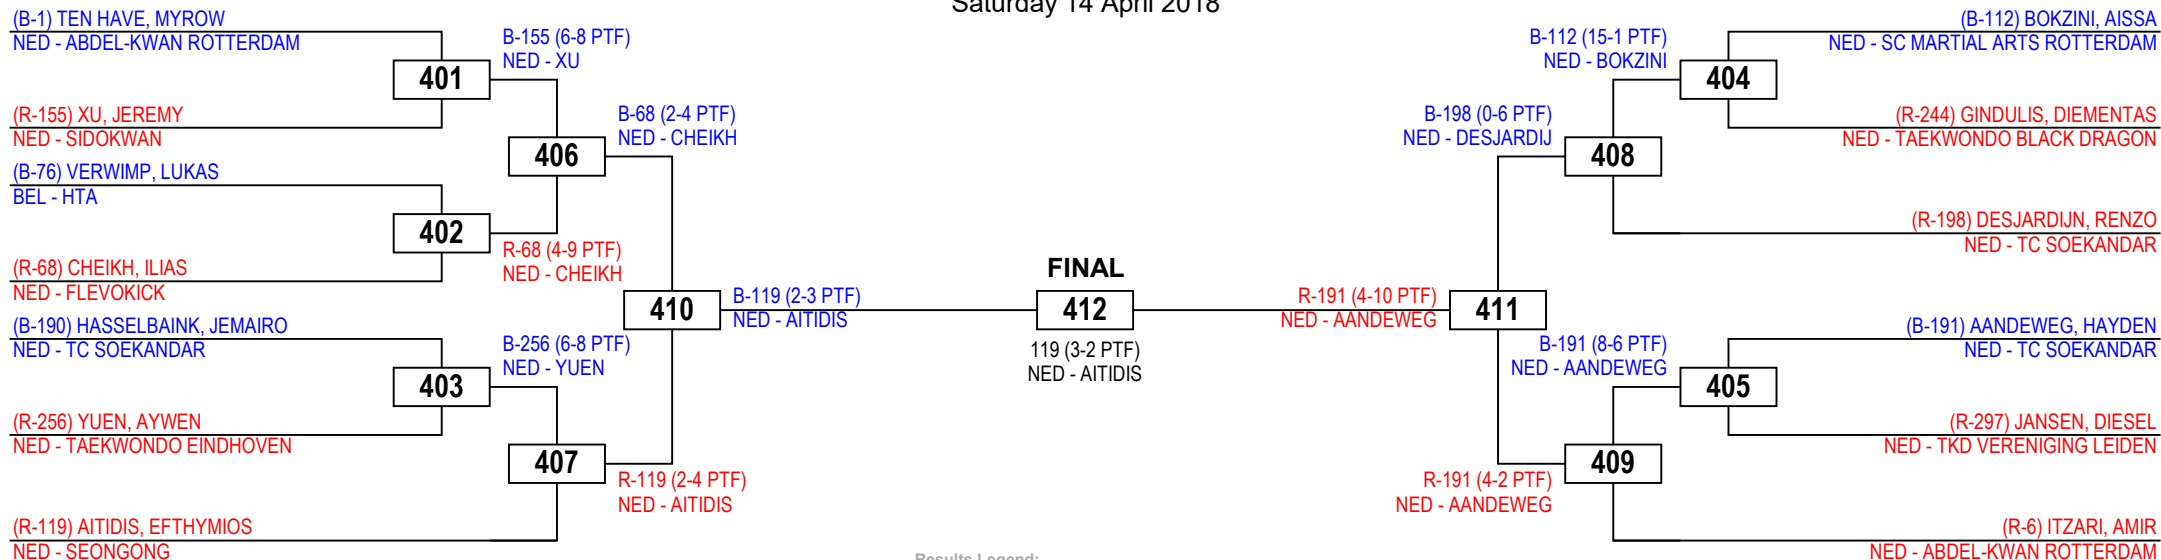 Saturday 14 April 2018
(B-1) TEN HAVE, MYROW
NED - ABDEL-KWAN ROTTERDAM
B-155 (6-8 PTF)
NED - XU
401
(R-155) XU, JEREMY
NED - SIDOKWAN
B-68 (2-4 PTF)
NED - CHEIKH
406
(B-76) VERWIMP, LUKAS
BEL - HTA
402
R-68 (4-9 PTF)
NED - CHEIKH
(R-68) CHEIKH, ILIAS
NED - FLEVOKICK
410
B-119 (2-3 PTF)
NED - AITIDIS
(B-190) HASSELBAINK, JEMAIRO
NED - TC SOEKANDAR
B-256 (6-8 PTF)
NED - YUEN
403
(R-256) YUEN, AYWEN
NED - TAEKWONDO EINDHOVEN
407
R-119 (2-4 PTF)
NED - AITIDIS
(R-119) AITIDIS, EFTHYMIOS
NED - SEONGONG
FINAL
412
119 (3-2 PTF)
NED - AITIDIS
(B-112) BOKZINI, AISSA
NED - SC MARTIAL ARTS ROTTERDAM
B-112 (15-1 PTF)
NED - BOKZINI
404
(R-244) GINDULIS, DIEMENTAS
NED - TAEKWONDO BLACK DRAGON
B-198 (0-6 PTF)
NED - DESJARDIJ
408
(R-198) DESJARDIJN, RENZO
NED - TC SOEKANDAR
R-191 (4-10 PTF)
NED - AANDEWEG
411
(B-191) AANDEWEG, HAYDEN
NED - TC SOEKANDAR
B-191 (8-6 PTF)
NED - AANDEWEG
405
(R-297) JANSEN, DIESEL
NED - TKD VERENIGING LEIDEN
409
R-191 (4-2 PTF)
NED - AANDEWEG
(R-6) ITZARI, AMIR
NED - ABDEL-KWAN ROTTERDAM
Results Legend: